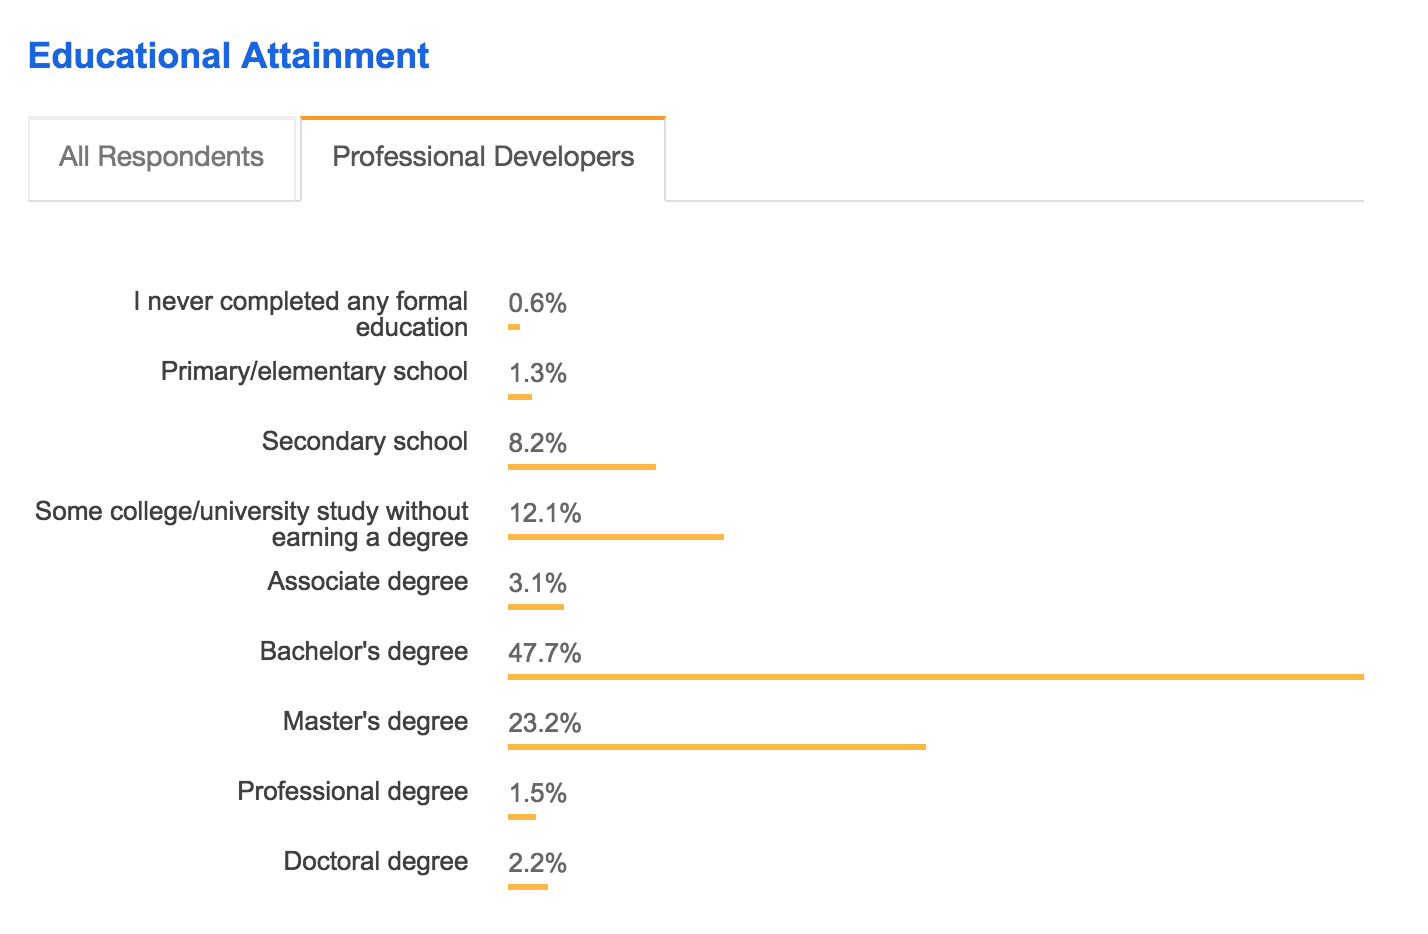 Educational Attainment
All Respondents
Professional Developers
I never completed any formal
education
0.6%
Primary/elementary school
1.3%
Secondary school
8.2%
Some college/university study without
earning a degree
12.1%
Associate degree
3.1%
Bachelor's degree
47.7%
Master's degree
23.2%
Professional degree
1.5%
Doctoral degree
2.2%